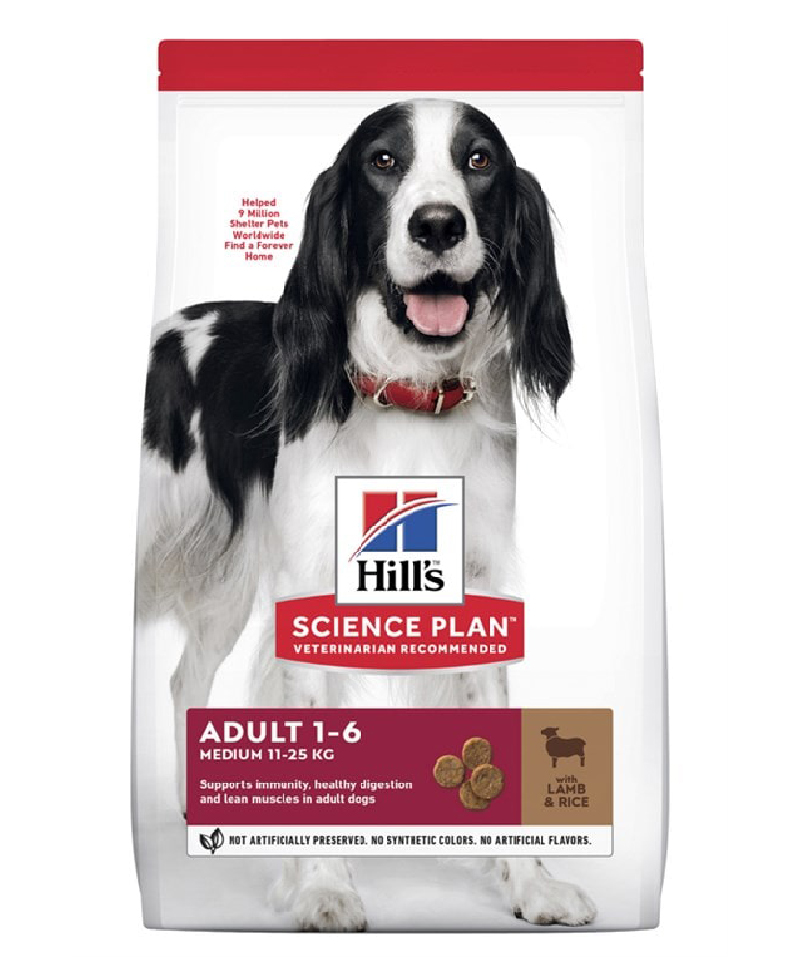 Helped
9 Million
Shelter Pets
Worldwide
Find a Forever
Home
Hill's™
SCIENCE PLAN™
VETERINARIAN RECOMMENDED
ADULT 1-6
MEDIUM 11-25 KG
Supports immunity, healthy digestion
and lean muscles in adult dogs
with
LAMB
& RICE
NOT ARTIFICIALLY PRESERVED. NO SYNTHETIC COLORS. NO ARTIFICIAL FLAVORS.